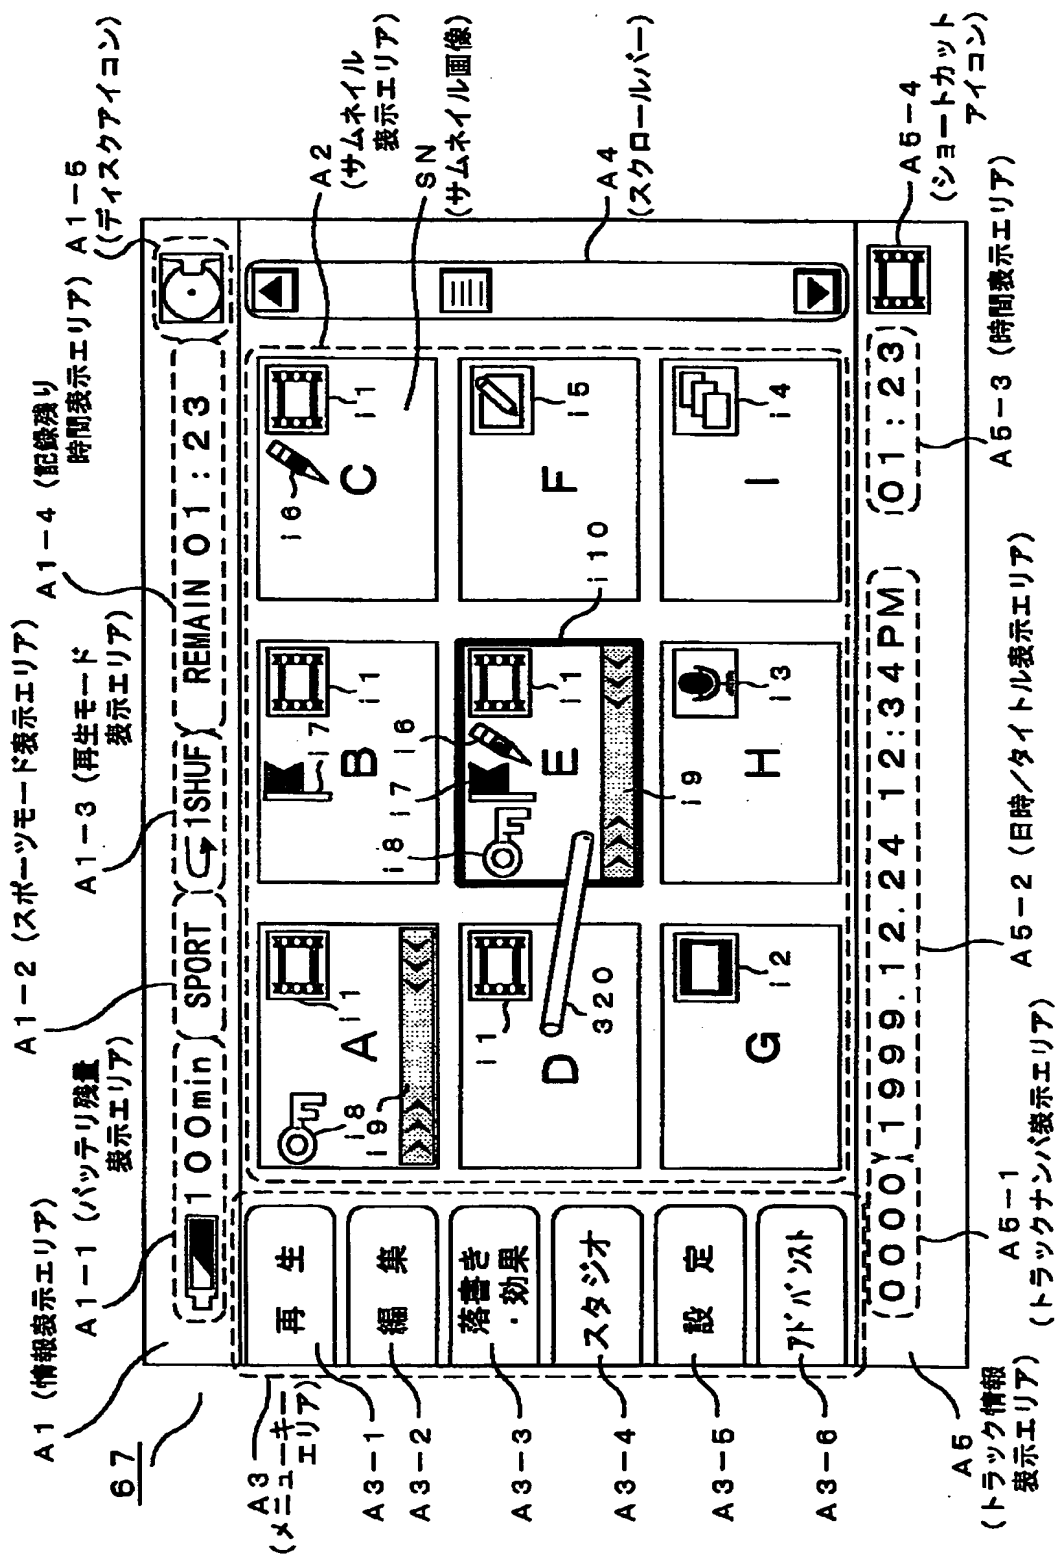 67
A1 (情報表示エリア)
A1-1 (バッテリ残量
表示エリア)
A1-2 (スポーツモード表示エリア)
A1-3 (再生モード
表示エリア)
A1-4 (記録残り
時間表示エリア)
A1-5
(ディスクアイコン)
100min
SPORT
1SHUF
REMAIN 01:23
A2
(サムネイル
表示エリア)
SN
(サムネイル画像)
A4
(スクロールバー)
A3
(メニューキー
エリア)
A3-1
A3-2
A3-3
A3-4
A3-5
A3-6
再 生
編 集
落書き
・効果
スタジオ
設 定
アドバンスト
A
i1
i8
i9
B
i1
i7
C
i1
i6
D
i1
320
E
i1
i6
i7
i8
i9
i10
F
i5
G
i2
H
i3
I
i4
0000
1999.12.24 12:34PM
01:23
A5
(トラック情報
表示エリア)
A5-1
(トラックナンバ表示エリア)
A5-2 (日時/タイトル表示エリア)
A5-3 (時間表示エリア)
A5-4
(ショートカット
アイコン)